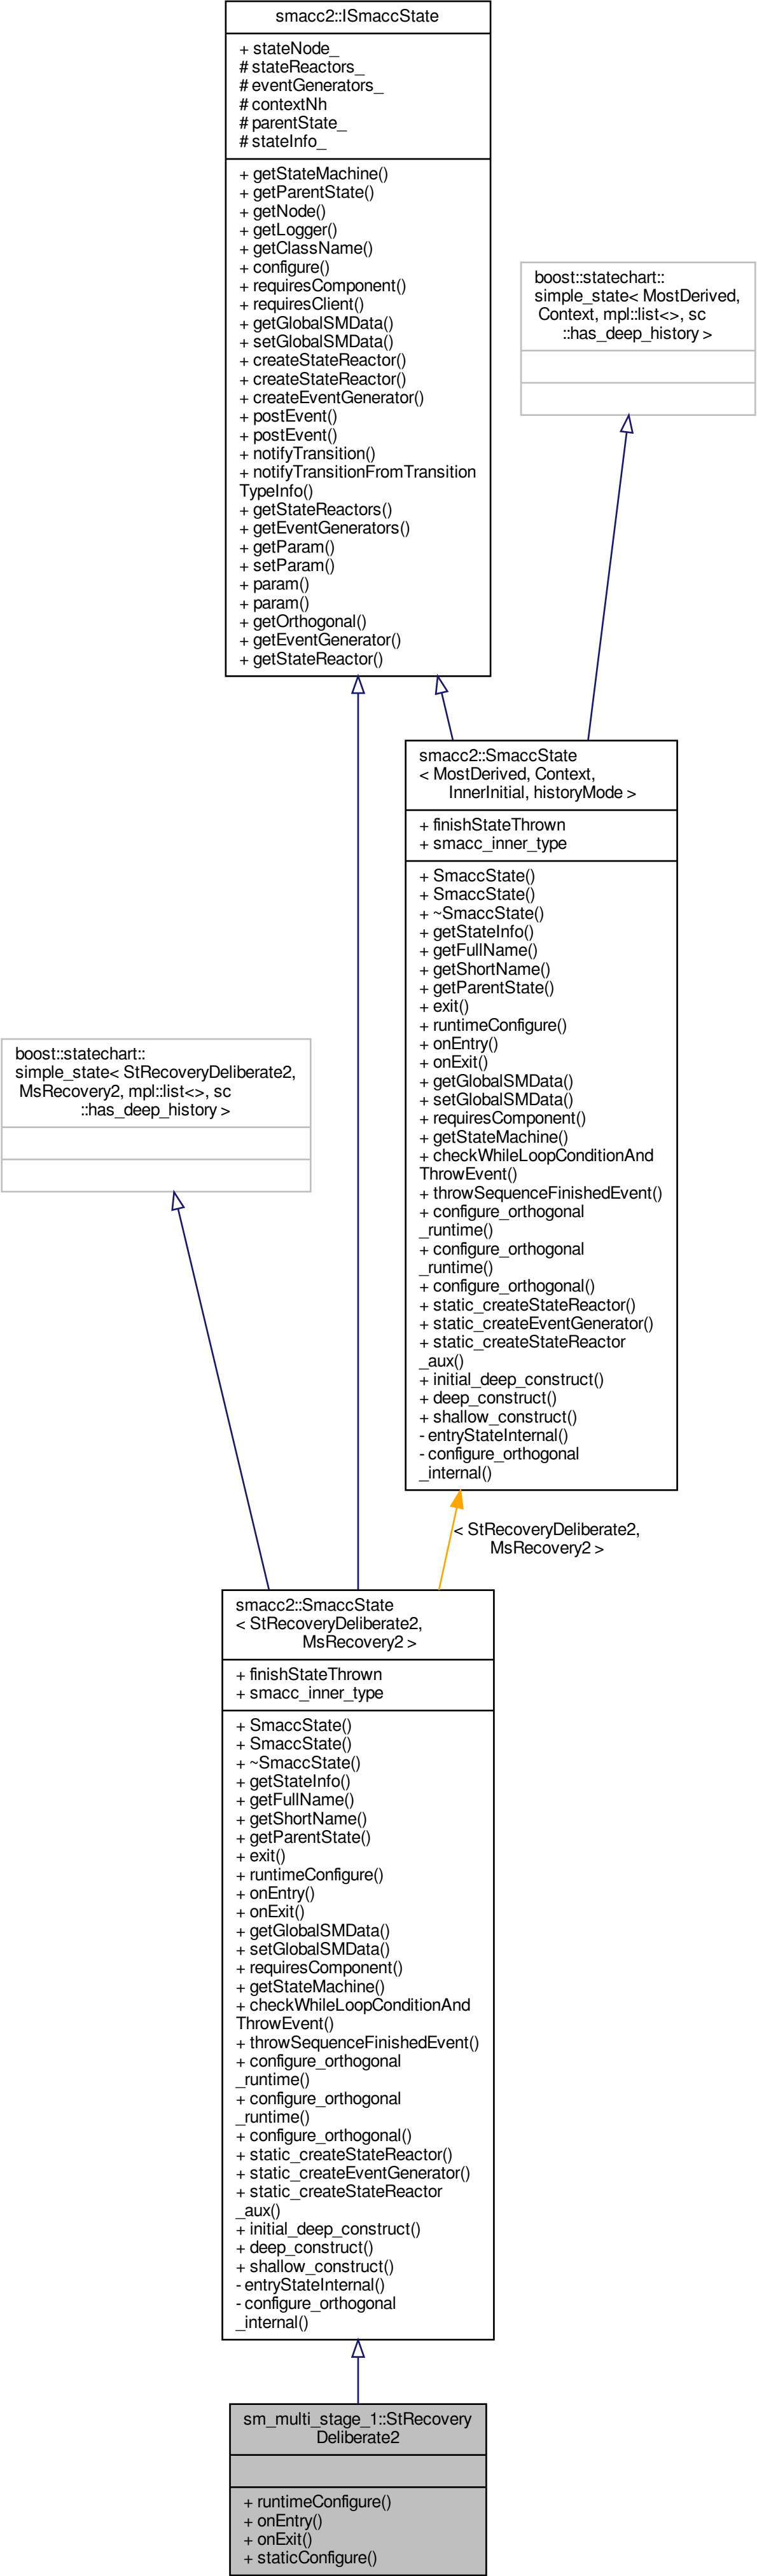 smacc2::ISmaccState
+ stateNode_
# stateReactors_
# eventGenerators_
# contextNh
# parentState_
# stateInfo_
+ getStateMachine()
+ getParentState()
+ getNode()
+ getLogger()
+ getClassName()
+ configure()
+ requiresComponent()
+ requiresClient()
+ getGlobalSMData()
+ setGlobalSMData()
+ createStateReactor()
+ createStateReactor()
+ createEventGenerator()
+ postEvent()
+ postEvent()
+ notifyTransition()
+ notifyTransitionFromTransition
TypeInfo()
+ getStateReactors()
+ getEventGenerators()
+ getParam()
+ setParam()
+ param()
+ param()
+ getOrthogonal()
+ getEventGenerator()
+ getStateReactor()
boost::statechart::
simple_state< MostDerived,
Context, mpl::list<>, sc
::has_deep_history >
smacc2::SmaccState
< MostDerived, Context,
InnerInitial, historyMode >
+ finishStateThrown
+ smacc_inner_type
+ SmaccState()
+ SmaccState()
+ ~SmaccState()
+ getStateInfo()
+ getFullName()
+ getShortName()
+ getParentState()
+ exit()
+ runtimeConfigure()
+ onEntry()
+ onExit()
+ getGlobalSMData()
+ setGlobalSMData()
+ requiresComponent()
+ getStateMachine()
+ checkWhileLoopConditionAnd
ThrowEvent()
+ throwSequenceFinishedEvent()
+ configure_orthogonal
_runtime()
+ configure_orthogonal
_runtime()
+ configure_orthogonal()
+ static_createStateReactor()
+ static_createEventGenerator()
+ static_createStateReactor
_aux()
+ initial_deep_construct()
+ deep_construct()
+ shallow_construct()
- entryStateInternal()
- configure_orthogonal
_internal()
boost::statechart::
simple_state< StRecoveryDeliberate2,
MsRecovery2, mpl::list<>, sc
::has_deep_history >
< StRecoveryDeliberate2,
MsRecovery2 >
smacc2::SmaccState
< StRecoveryDeliberate2,
MsRecovery2 >
+ finishStateThrown
+ smacc_inner_type
+ SmaccState()
+ SmaccState()
+ ~SmaccState()
+ getStateInfo()
+ getFullName()
+ getShortName()
+ getParentState()
+ exit()
+ runtimeConfigure()
+ onEntry()
+ onExit()
+ getGlobalSMData()
+ setGlobalSMData()
+ requiresComponent()
+ getStateMachine()
+ checkWhileLoopConditionAnd
ThrowEvent()
+ throwSequenceFinishedEvent()
+ configure_orthogonal
_runtime()
+ configure_orthogonal
_runtime()
+ configure_orthogonal()
+ static_createStateReactor()
+ static_createEventGenerator()
+ static_createStateReactor
_aux()
+ initial_deep_construct()
+ deep_construct()
+ shallow_construct()
- entryStateInternal()
- configure_orthogonal
_internal()
sm_multi_stage_1::StRecovery
Deliberate2
+ runtimeConfigure()
+ onEntry()
+ onExit()
+ staticConfigure()